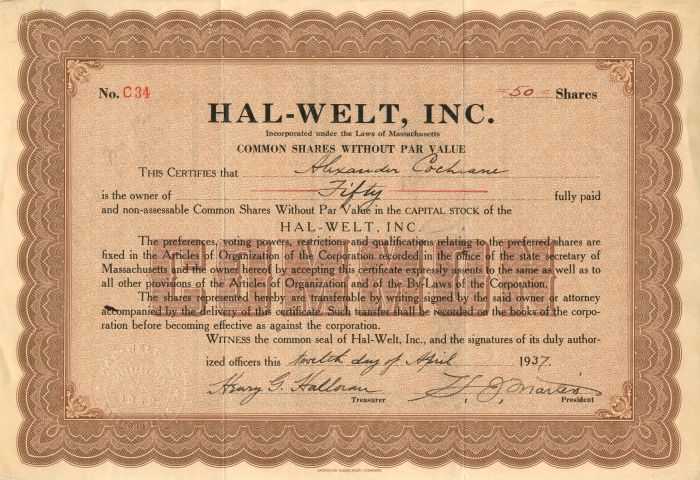 No. C 34
-50- Shares
HAL-WELT, INC.
Incorporated under the Laws of Massachusetts
COMMON SHARES WITHOUT PAR VALUE
THIS CERTIFIES that Alexander Cochrane
is the owner of Fifty fully paid
and non-assessable Common Shares Without Par Value in the CAPITAL STOCK of the
HAL-WELT, INC.
The preferences, voting powers, restriction and qualifications relating to the preferred shares are
fixed in the Articles of Organization of the Corporation recorded in the office of the state secretary of
Massachusetts and the owner hereof by accepting this certificate expressly assents to the same as well as to
all other provisions of the Articles of Organization and of the By-Laws of the Corporation.
The shares represented hereby are transferable by writing signed by the said owner or attorney
accompanied by the delivery of this certificate. Such transfer shall be recorded on the books of the corpo-
ration before becoming effective as against the corporation.
COMMON
WITNESS the common seal of Hal-Welt, Inc., and the signatures of its duly author-
ized officers this twelfth day of April 1937.
Henry G. Halloran
Treasurer
President
AMERICAN BANK NOTE COMPANY.